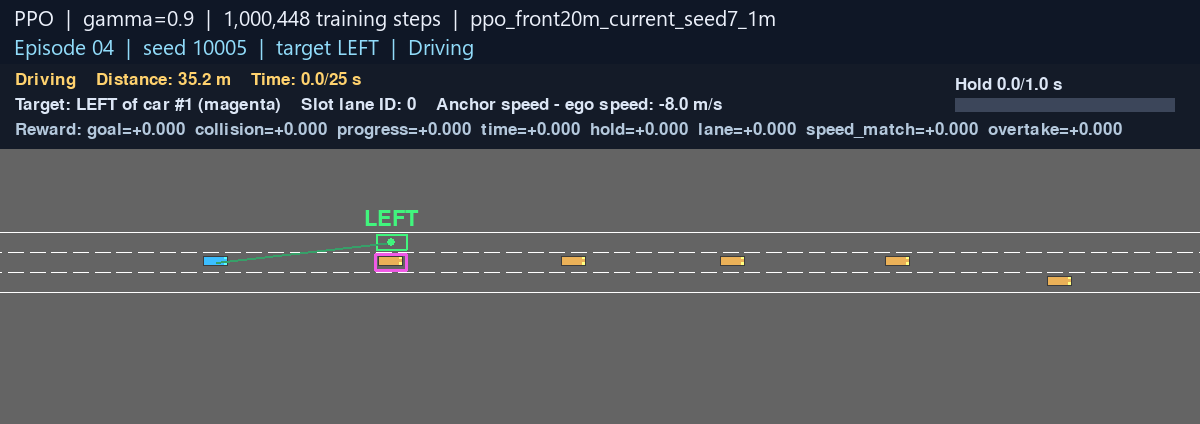 PPO | gamma=0.9 | 1,000,448 training steps | ppo_front20m_current_seed7_1m
Episode 04 | seed 10005 | target LEFT | Driving
Driving Distance: 35.2 m Time: 0.0/25 s
Hold 0.0/1.0 s
Target: LEFT of car #1 (magenta) Slot lane ID: 0 Anchor speed - ego speed: -8.0 m/s
Reward: goal=+0.000 collision=+0.000 progress=+0.000 time=+0.000 hold=+0.000 lane=+0.000 speed_match=+0.000 overtake=+0.000
LEFT